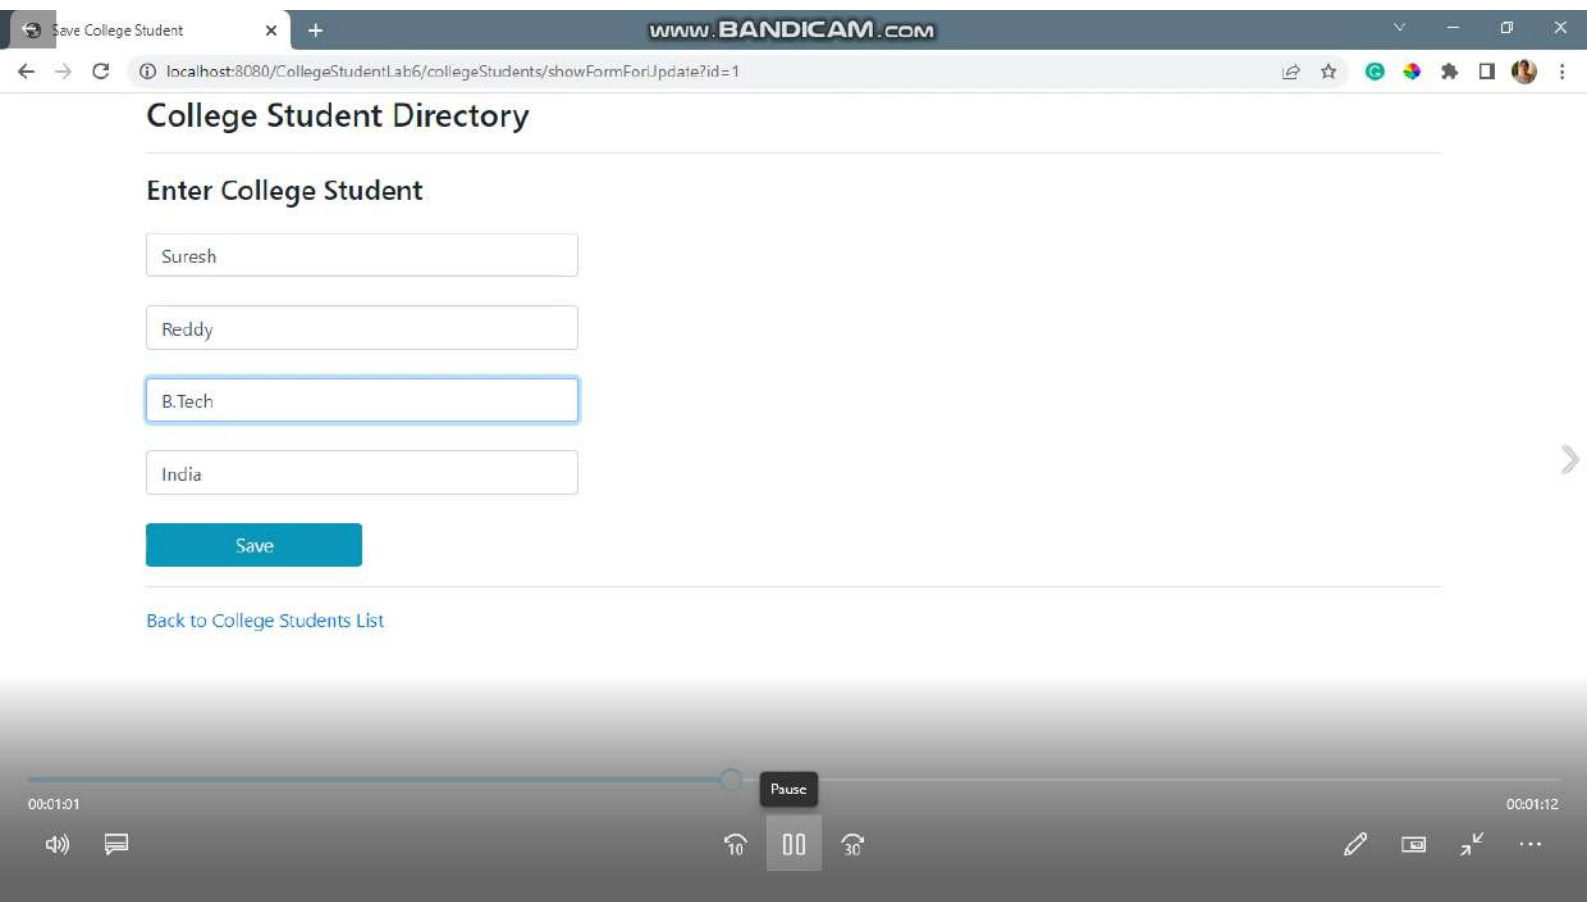 Save College Student
www.BANDICAM.com
localhost:8080/CollegeStudentLab6/collegeStudents/showFormForUpdate?id=1
College Student Directory
Enter College Student
Suresh
Reddy
B.Tech
India
Save
Back to College Students List
Pause
00:01:01
00:01:12
10
30